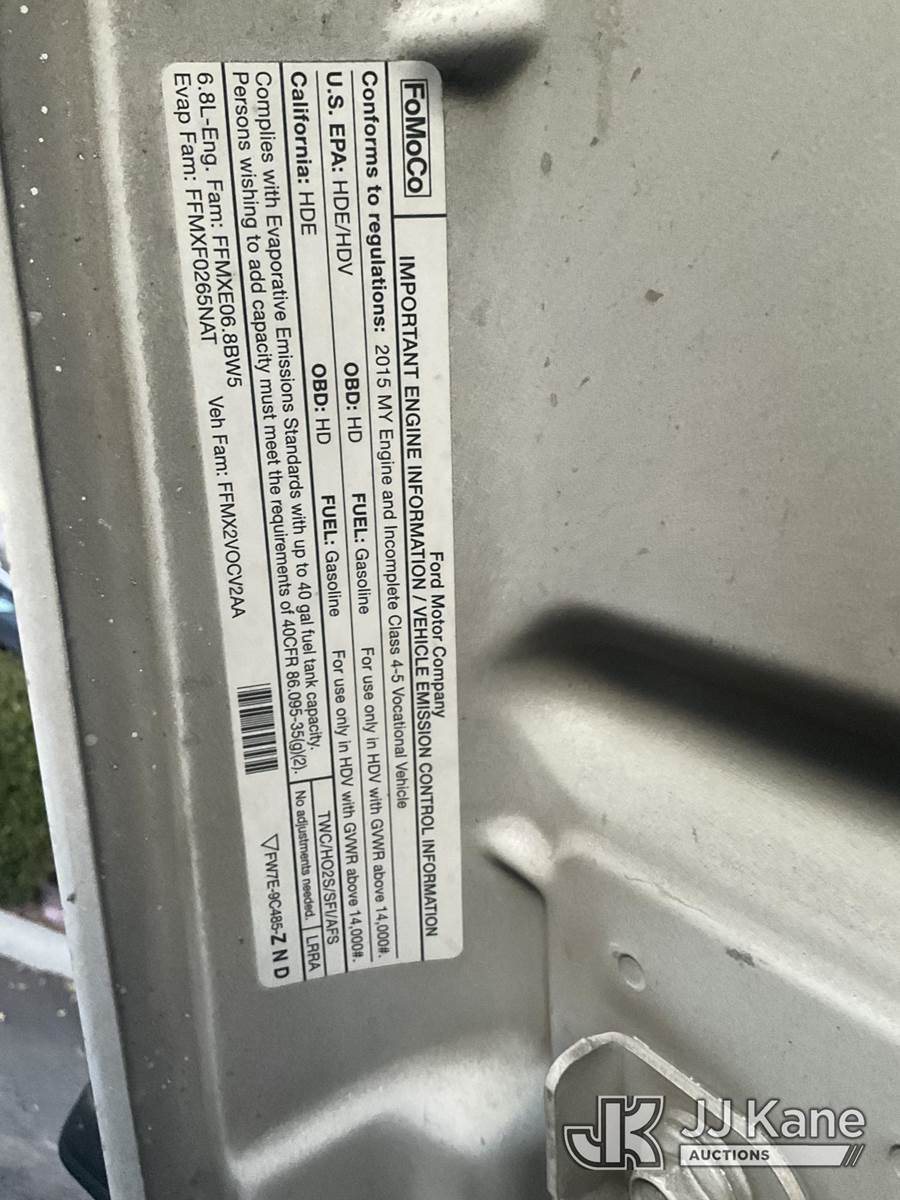 FoMoCo
Ford Motor Company
IMPORTANT ENGINE INFORMATION / VEHICLE EMISSION CONTROL INFORMATION
Conforms to regulations: 2015 MY Engine and Incomplete Class 4-5 Vocational Vehicle
U.S. EPA: HDE/HDV OBD: HD FUEL: Gasoline For use only in HDV with GVWR above 14,000#.
California: HDE OBD: HD FUEL: Gasoline For use only in HDV with GVWR above 14,000#.
Complies with Evaporative Emissions Standards with up to 40 gal fuel tank capacity.
Persons wishing to add capacity must meet the requirements of 40CFR 86.095-35(g)(2).
TWC/HO2S/SFI/AFS
No adjustments needed. LRRA
6.8L-Eng. Fam: FFMXE06.8BW5 Veh Fam: FFMX2VOCV2AA
Evap Fam: FFMXF0265NAT
▽FW7E-9C485-Z N D
JK JJ Kane
AUCTIONS